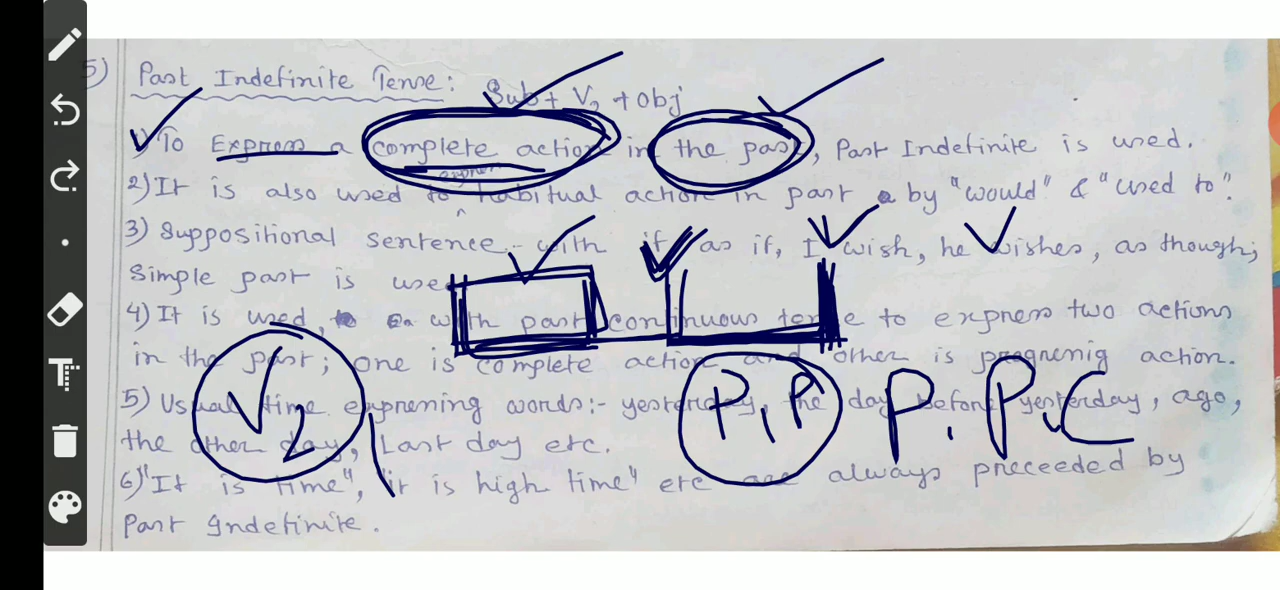 5) Past Indefinite Tense: Sub + V2 + Obj
1) To Express a complete action in the past, Past Indefinite is used.
express
2) It is also used to habitual action in past by "would" & "used to".
3) Suppositional sentence - with if, as if, I wish, he wishes, as though;
Simple past is use
4) It is used, with past continuous tense to express two actions
in the past; one is complete action and other is progrenig action.
5) Usual time exprening words:- yesterday, the day before yesterday, ago,
the other day, Last day etc.
6) "It is time", "it is high time" etc are always preceeded by
Past Indefinite.
V2
P.P
P.P.C